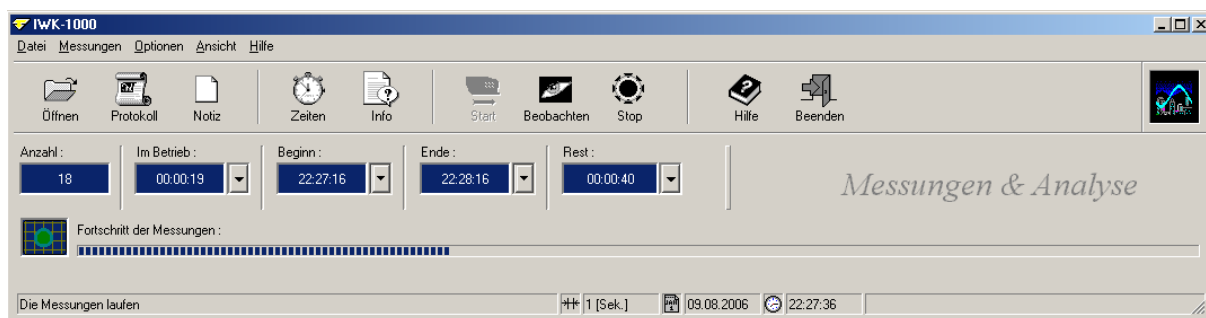 IWK-1000
Datei Messungen Optionen Ansicht Hilfe
Öffnen Protokoll Notiz Zeiten Info Start Beobachten Stop Hilfe Beenden
Anzahl : Im Betrieb : Beginn : Ende : Rest :
18 00:00:19 22:27:16 22:28:16 00:00:40
Messungen & Analyse
Fortschritt der Messungen :
Die Messungen laufen 1 [Sek.] 09.08.2006 22:27:36